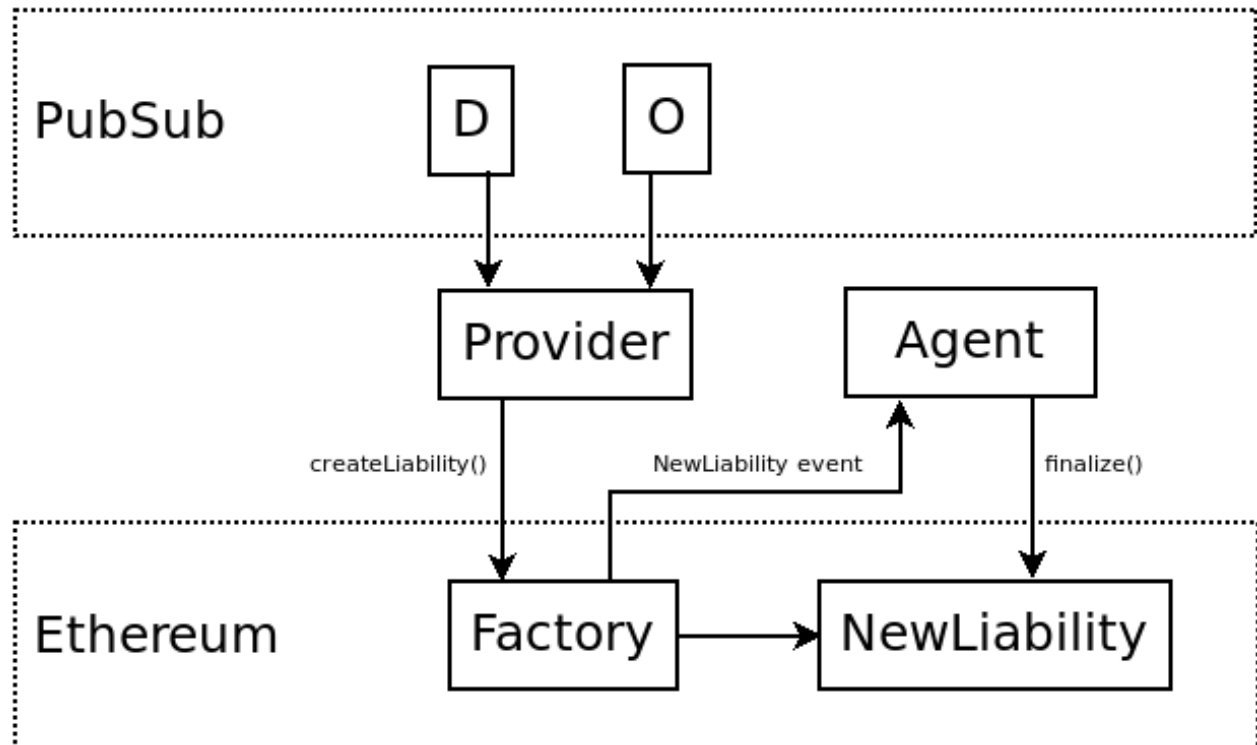 PubSub
D
O
Provider
Agent
createLiability()
NewLiability event
finalize()
Ethereum
Factory
NewLiability